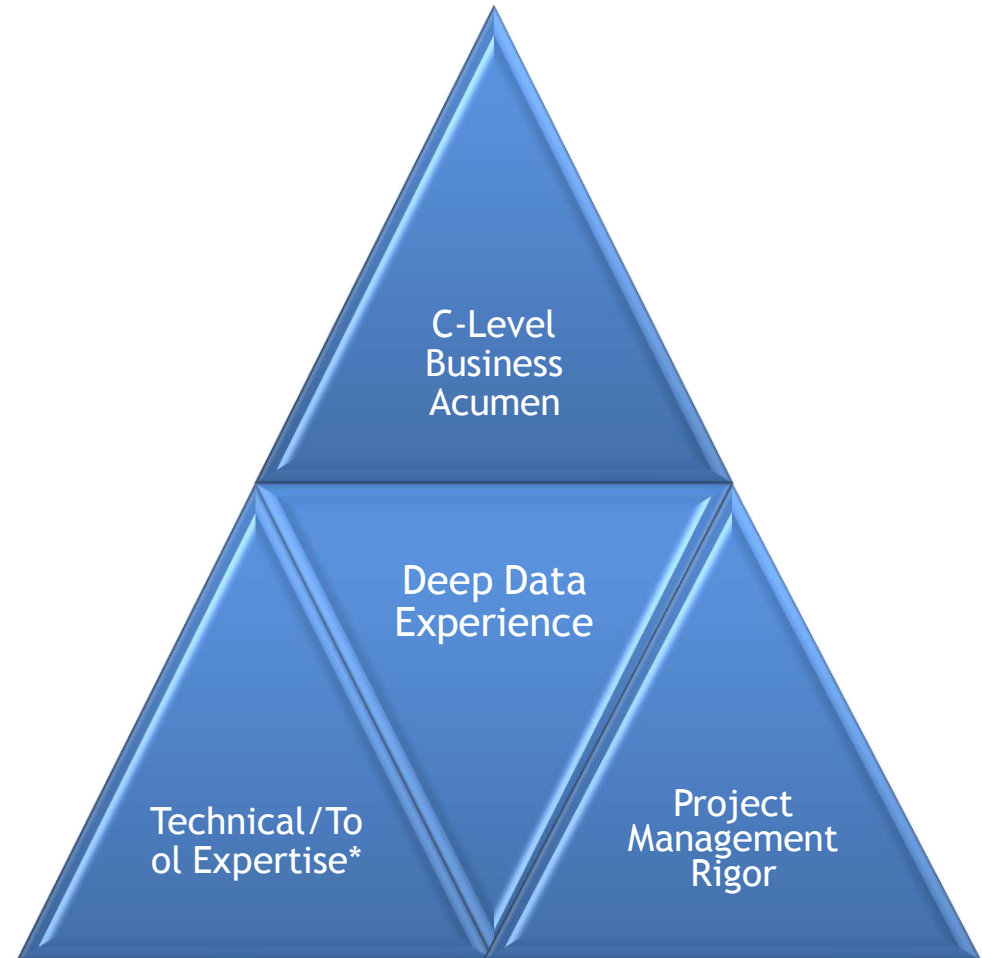 C-Level
Business
Acumen
Deep Data
Experience
Technical/To
ol Expertise*
Project
Management
Rigor